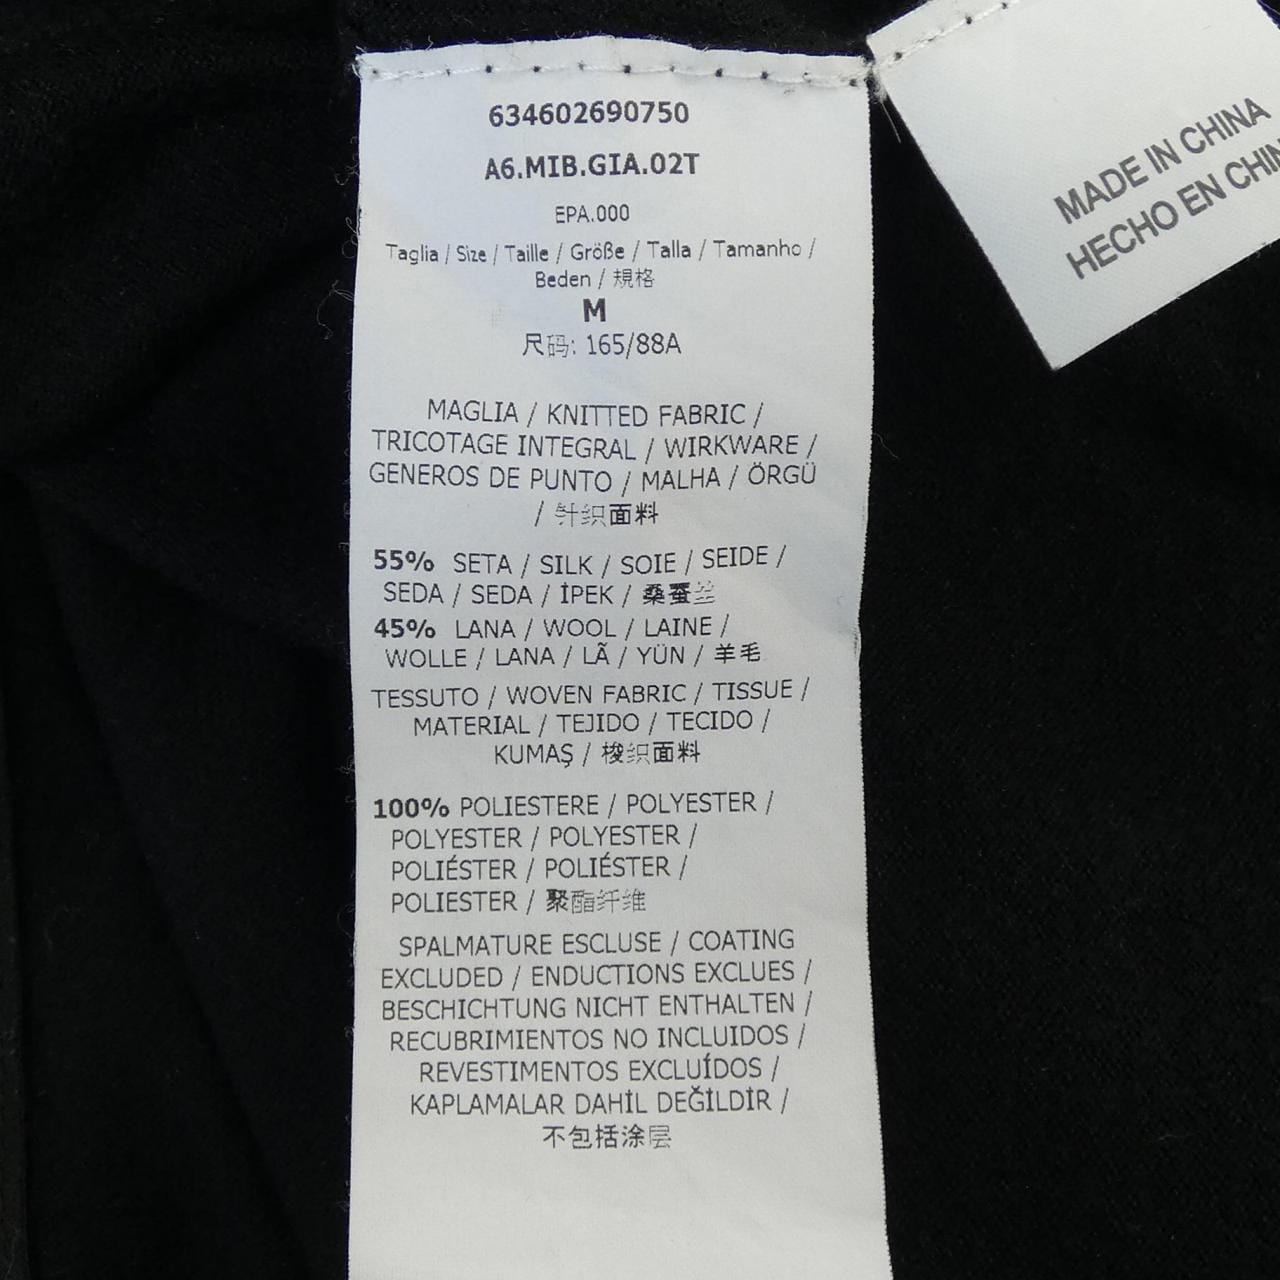 634602690750
A6.MIB.GIA.02T
EPA.000
Taglia / Size / Taille / Größe / Talla / Tamanho /
Beden / 規格
M
尺码: 165/88A
MAGLIA / KNITTED FABRIC /
TRICOTAGE INTEGRAL / WIRKWARE /
GENEROS DE PUNTO / MALHA / ÖRGÜ
/ 针织面料
55% SETA / SILK / SOIE / SEIDE /
SEDA / SEDA / İPEK / 桑蚕丝
45% LANA / WOOL / LAINE /
WOLLE / LANA / LÃ / YÜN / 羊毛
TESSUTO / WOVEN FABRIC / TISSUE /
MATERIAL / TEJIDO / TECIDO /
KUMAŞ / 梭织面料
100% POLIESTERE / POLYESTER /
POLYESTER / POLYESTER /
POLIÉSTER / POLIÉSTER /
POLIESTER / 聚酯纤维
SPALMATURE ESCLUSE / COATING
EXCLUDED / ENDUCTIONS EXCLUES /
BESCHICHTUNG NICHT ENTHALTEN /
RECUBRIMIENTOS NO INCLUIDOS /
REVESTIMENTOS EXCLUÍDOS /
KAPLAMALAR DAHİL DEĞİLDİR /
不包括涂层
MADE IN CHINA
HECHO EN CHIN